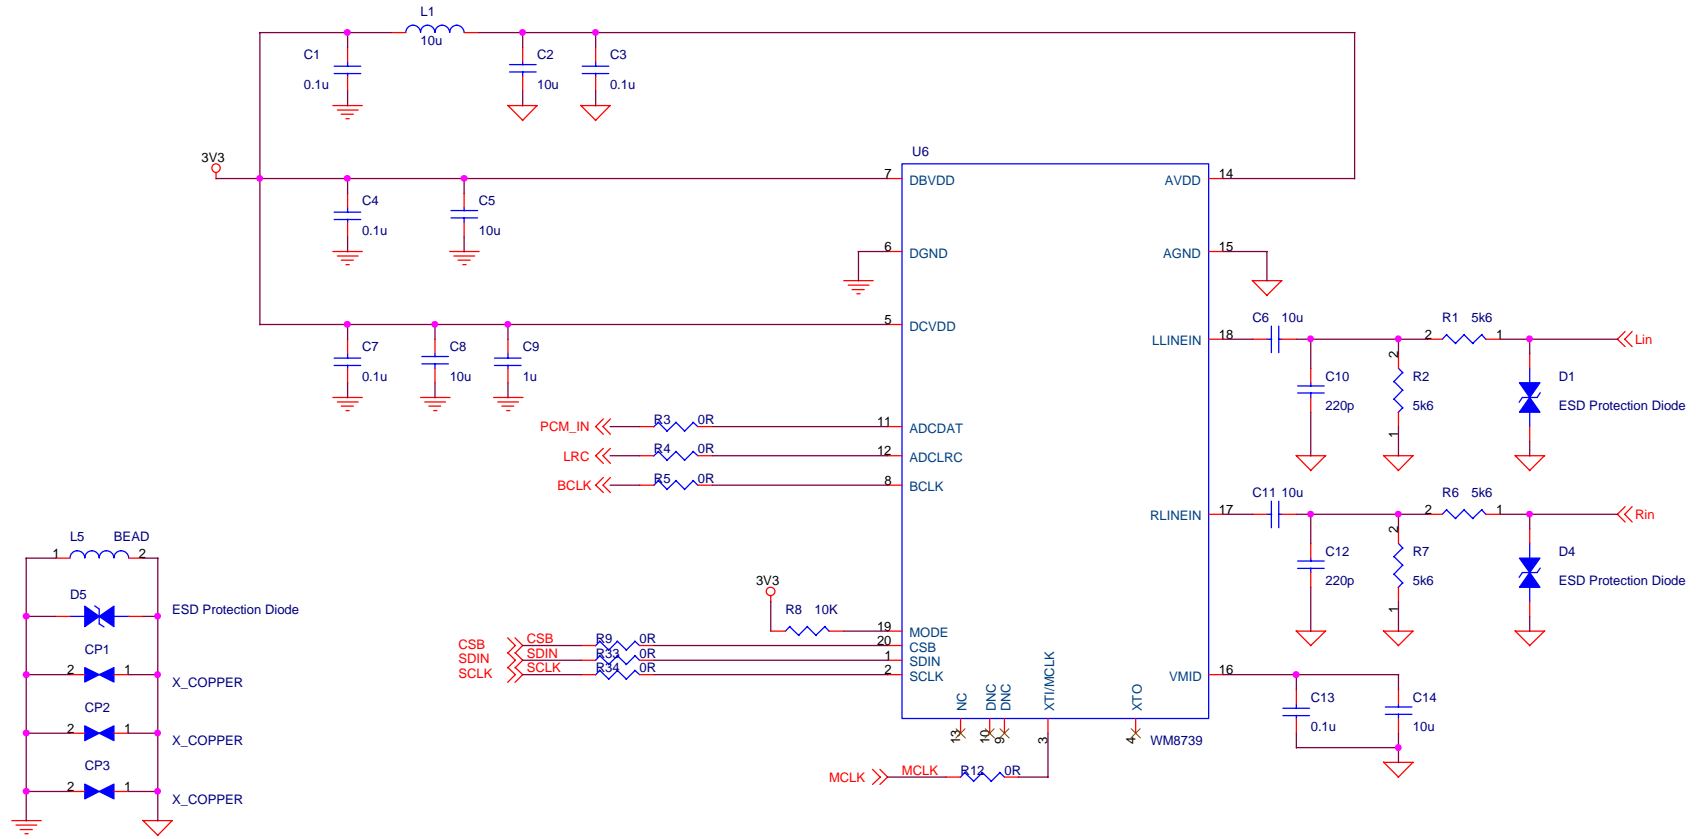 L1
10u
C1
0.1u
C2
10u
C3
0.1u
3V3
U6
7 DBVDD
AVDD 14
C4
0.1u
C5
10u
6 DGND
AGND 15
5 DCVDD
C7
0.1u
C8
10u
C9
1u
LLINEIN 18
C6 10u
2 R1 5k6 1
Lin
C10
220p
2 R2
5k6
1
D1
ESD Protection Diode
PCM_IN R3 0R 11 ADCDAT
LRC R4 0R 12 ADCLRC
BCLK R5 0R 8 BCLK
RLINEIN 17
C11 10u
2 R6 5k6 1
Rin
C12
220p
2 R7
5k6
1
D4
ESD Protection Diode
1 L5 BEAD 2
D5
ESD Protection Diode
CP1
2 1
X_COPPER
CP2
2 1
X_COPPER
CP3
2 1
X_COPPER
3V3
R8 10K
19 MODE
CSB CSB R9 0R 20 CSB
SDIN SDIN R33 0R 1 SDIN
SCLK SCLK R34 0R 2 SCLK
VMID 16
C13
0.1u
C14
10u
NC
DNC
DNC
XTI/MCLK
XTO
13
10
9
3
4
WM8739
MCLK MCLK R12 0R